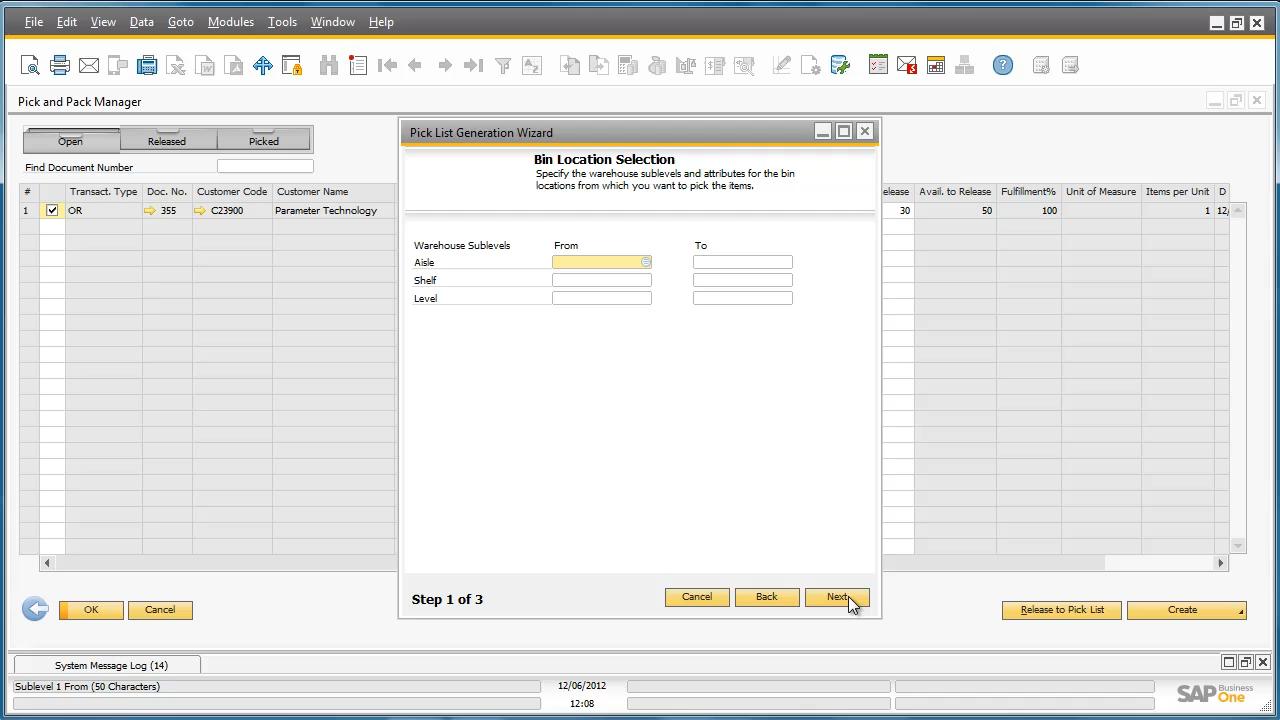 File Edit View Data Goto Modules Tools Window Help
Pick and Pack Manager
Open Released Picked
Find Document Number
# Transact. Type Doc. No. Customer Code Customer Name elease Avail. to Release Fulfillment% Unit of Measure Items per Unit D
1 OR 355 C23900 Parameter Technology 30 50 100 1 12/
Pick List Generation Wizard
Bin Location Selection
Specify the warehouse sublevels and attributes for the bin
locations from which you want to pick the items.
Warehouse Sublevels From To
Aisle
Shelf
Level
Step 1 of 3 Cancel Back Next
OK Cancel Release to Pick List Create
System Message Log (14)
Sublevel 1 From (50 Characters) 12/06/2012
12:08
SAP Business One